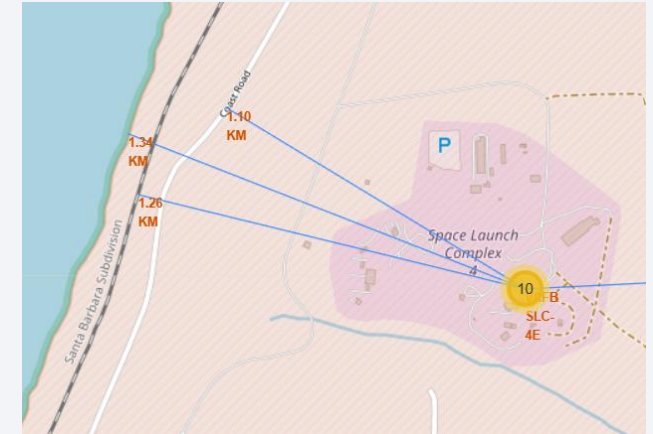 Coast Road
1.10
KM
1.34
KM
P
1.26
KM
Santa Barbara Subdivision
Space Launch
Complex
4
10
FB
SLC-
4E